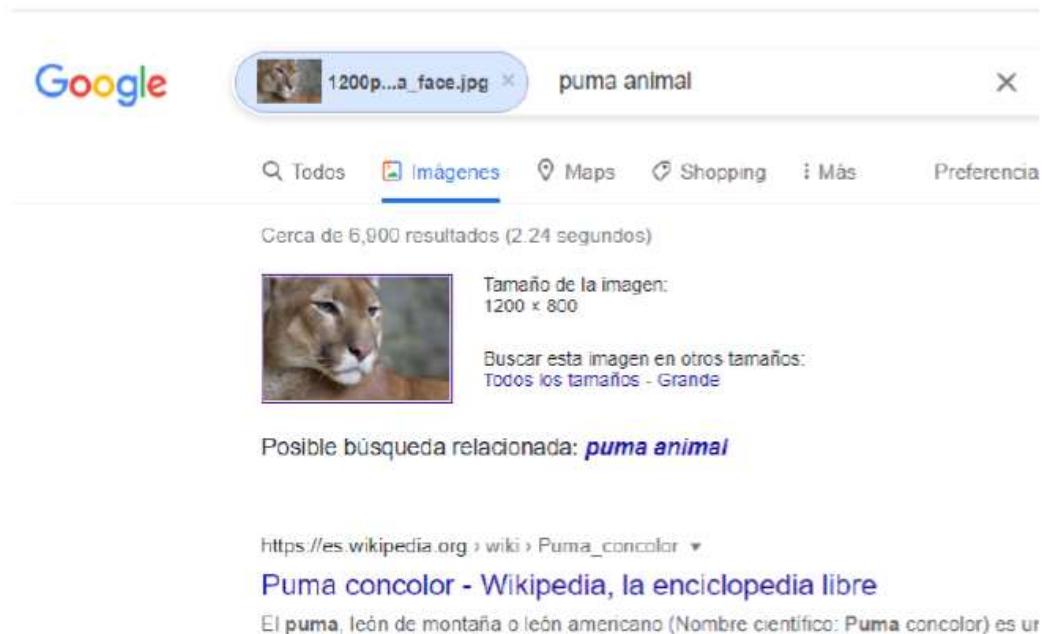 Google
1200p...a_face.jpg × puma animal ×
Todos Imágenes Maps Shopping Más Preferencia
Cerca de 6,900 resultados (2.24 segundos)
Tamaño de la imagen:
1200 × 800
Buscar esta imagen en otros tamaños:
Todos los tamaños - Grande
Posible búsqueda relacionada: puma animal
https://es.wikipedia.org › wiki › Puma_concolor
Puma concolor - Wikipedia, la enciclopedia libre
El puma, león de montaña o león americano (Nombre científico: Puma concolor) es un